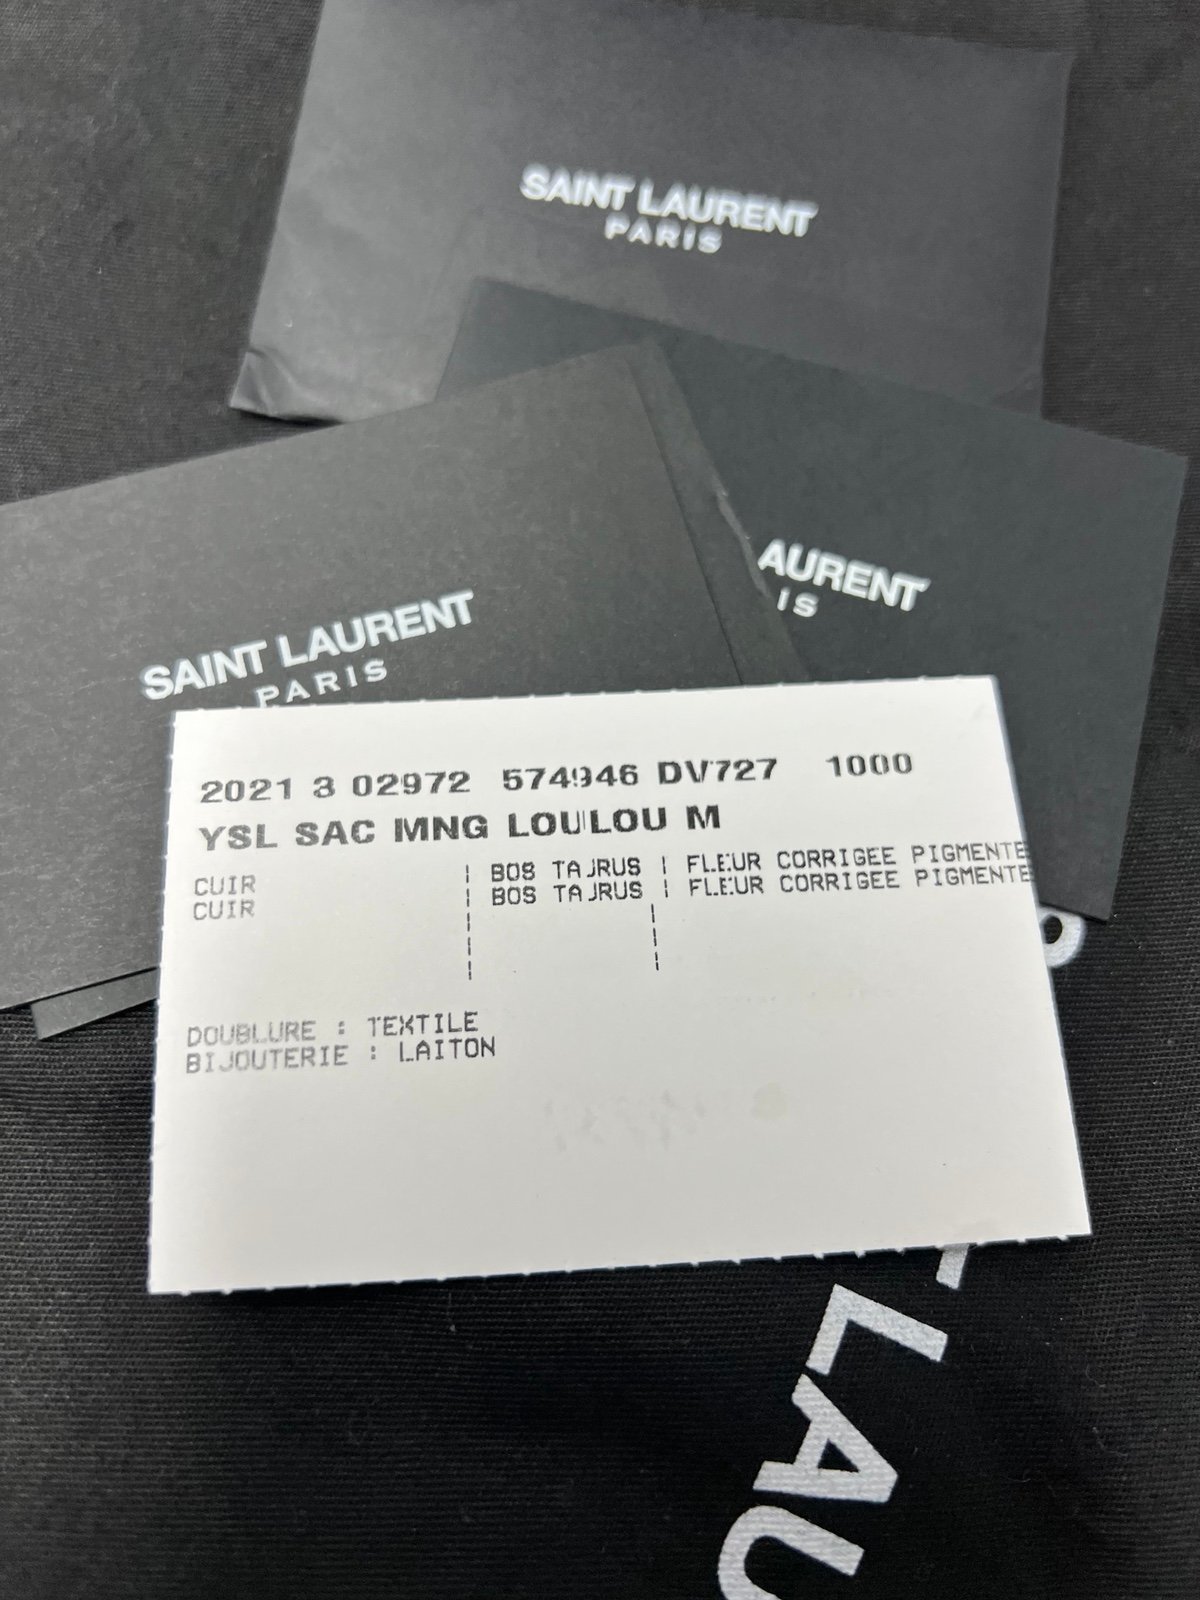 SAINT LAURENT
PARIS
AURENT
IS
SAINT LAURENT
PARIS
2021 3 02972 574946 DV727 1000
YSL SAC MNG LOULOU M
CUIR | BOS TAURUS | FLEUR CORRIGEE PIGMENTE
CUIR | BOS TAURUS | FLEUR CORRIGEE PIGMENTE
DOUBLURE : TEXTILE
BIJOUTERIE : LAITON
T LAU